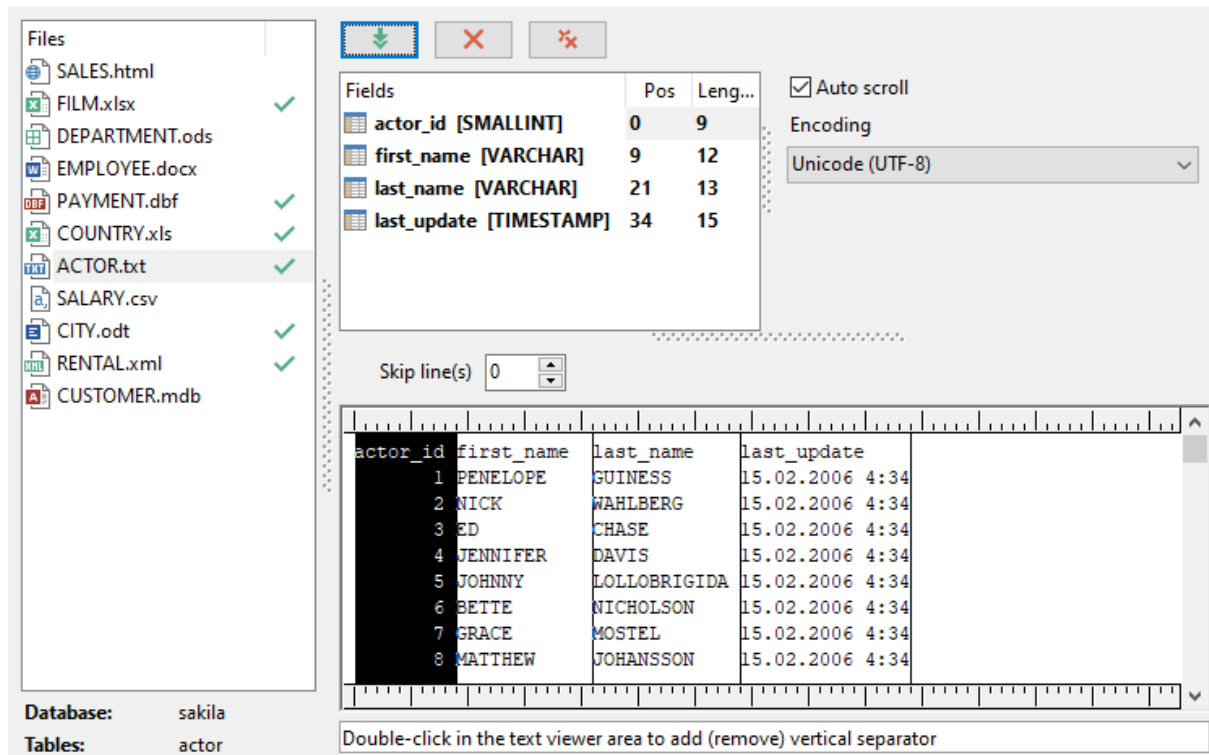 Files
SALES.html
FILM.xlsx
DEPARTMENT.ods
EMPLOYEE.docx
PAYMENT.dbf
COUNTRY.xls
ACTOR.txt
SALARY.csv
CITY.odt
RENTAL.xml
CUSTOMER.mdb
Database: sakila
Tables: actor
Fields Pos Leng...
actor_id [SMALLINT] 0 9
first_name [VARCHAR] 9 12
last_name [VARCHAR] 21 13
last_update [TIMESTAMP] 34 15
Auto scroll
Encoding
Unicode (UTF-8)
Skip line(s) 0
actor_id first_name last_name last_update
1 PENELOPE GUINESS 15.02.2006 4:34
2 NICK WAHLBERG 15.02.2006 4:34
3 ED CHASE 15.02.2006 4:34
4 JENNIFER DAVIS 15.02.2006 4:34
5 JOHNNY LOLLOBRIGIDA 15.02.2006 4:34
6 BETTE NICHOLSON 15.02.2006 4:34
7 GRACE MOSTEL 15.02.2006 4:34
8 MATTHEW JOHANSSON 15.02.2006 4:34
Double-click in the text viewer area to add (remove) vertical separator